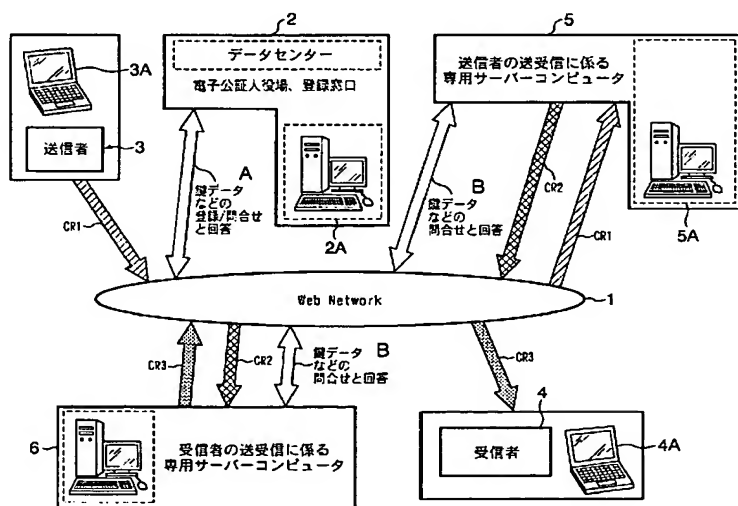 2
データセンター
電子公証人役場、登録窓口
2A
3A
送信者
3
CR1
A
鍵データ
などの
登録/問合せ
と回答
5
送信者の送受信に係る
専用サーバーコンピュータ
5A
B
鍵データ
などの
問合せと回答
CR2
CR1
Web Network
1
CR3
CR2
鍵データ
などの
問合せと回答
B
CR3
6
受信者の送受信に係る
専用サーバーコンピュータ
4
受信者
4A